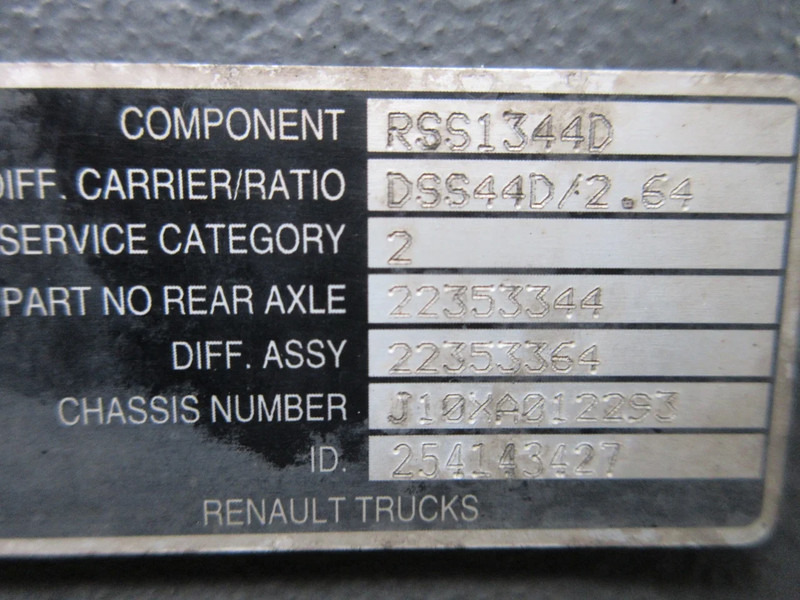 COMPONENT RSS1344D
DIFF. CARRIER/RATIO DSS44D/2.64
SERVICE CATEGORY 2
PART NO REAR AXLE 22353344
DIFF. ASSY 22353364
CHASSIS NUMBER J10XA012293
ID. 254143427
RENAULT TRUCKS